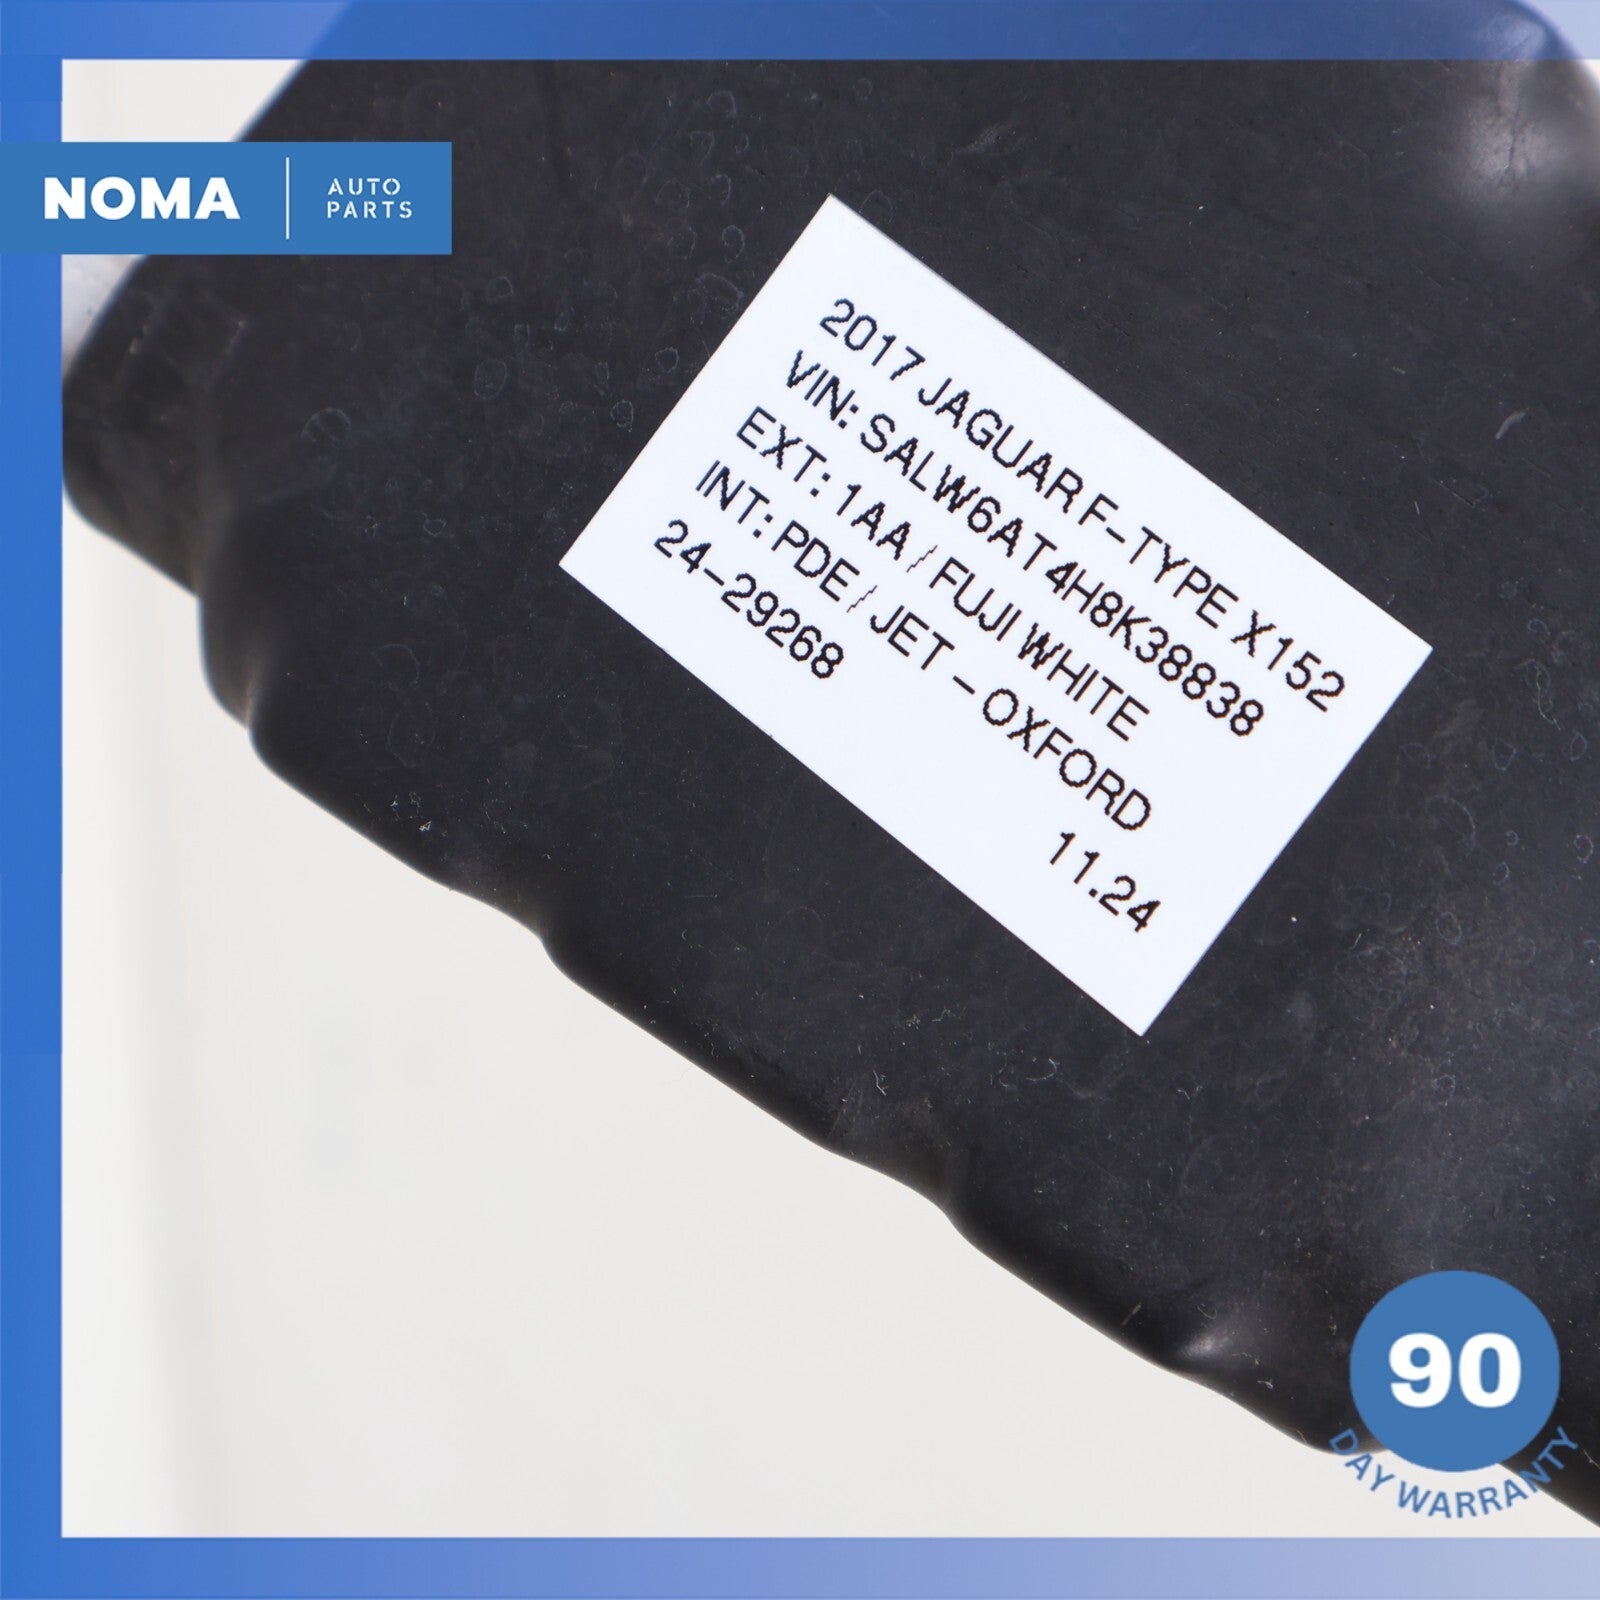 NOMA
AUTO
PARTS
2017 JAGUAR F-TYPE X152
VIN: SALW6AT4H8K38838
EXT: 1AA / FUJI WHITE
INT: PDE / JET - OXFORD
24-29268
11.24
90
DAY WARRANTY